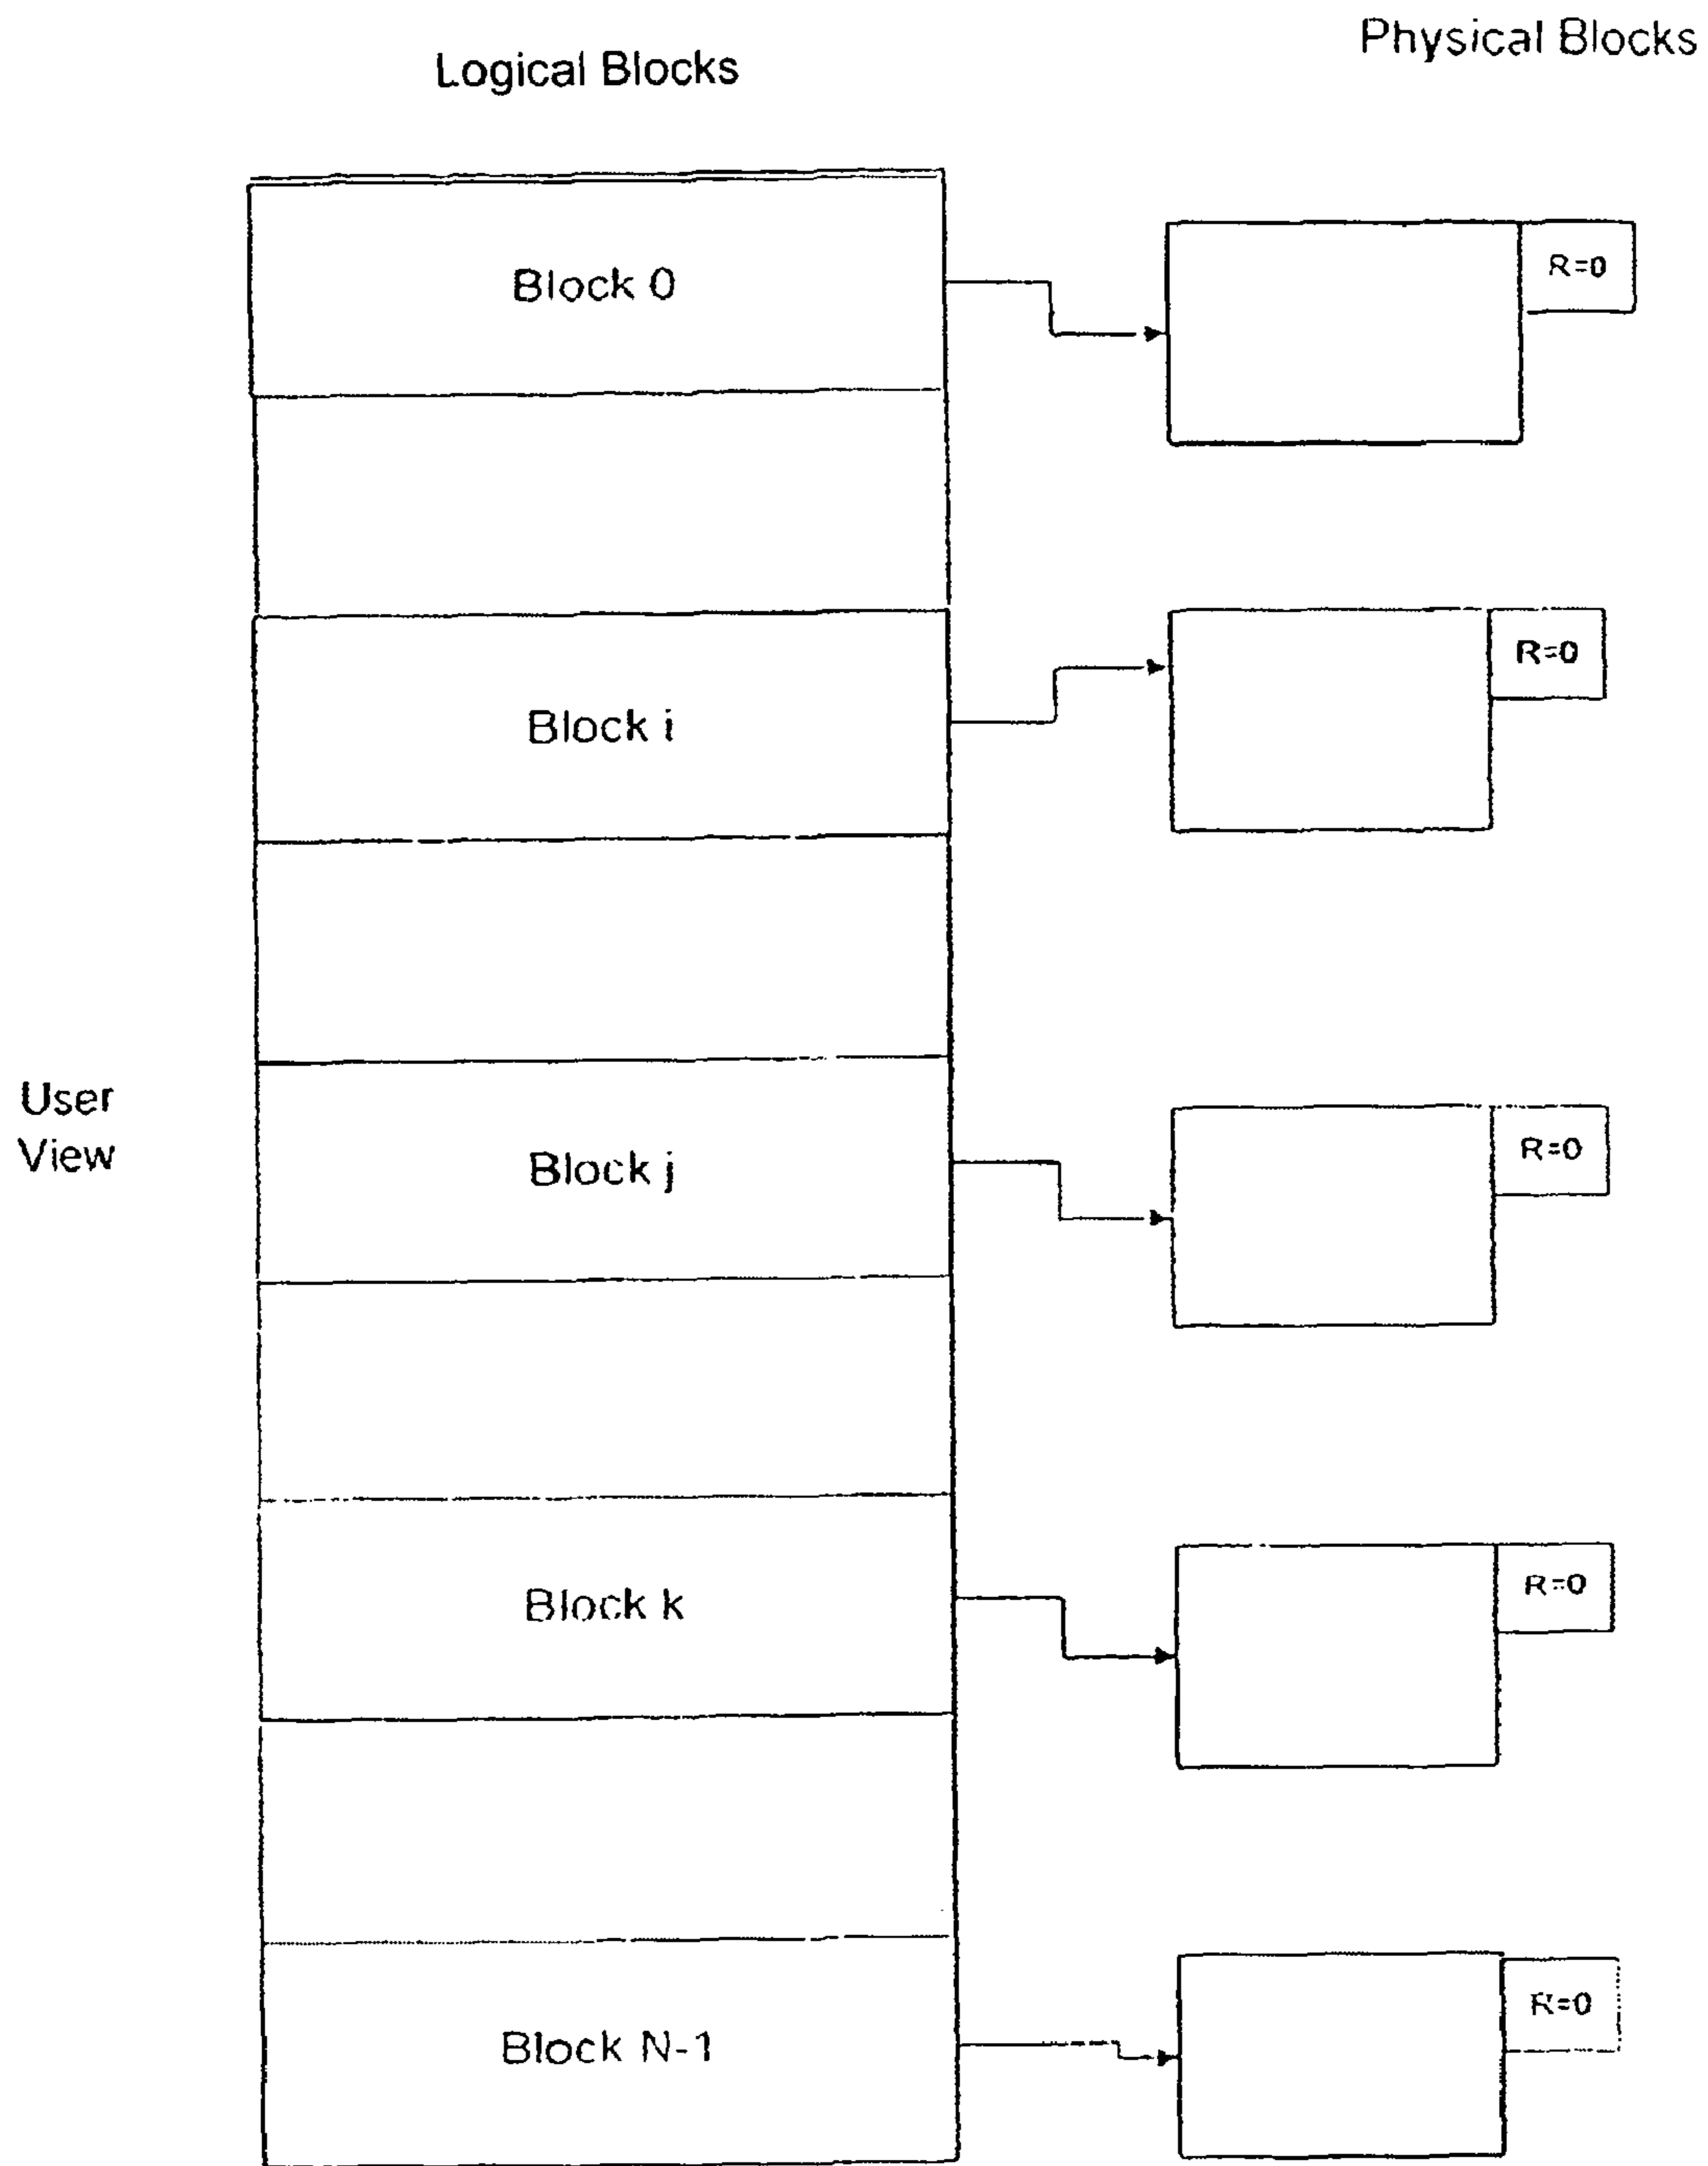 Logical Blocks
Physical Blocks
Block 0
R=0
Block i
R=0
User
View
Block j
R=0
Block k
R=0
Block N-1
R=0